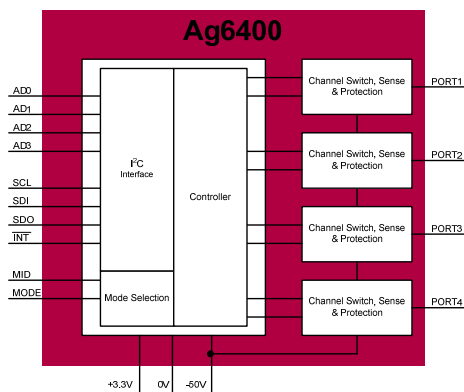 Ag6400
AD0
AD1
AD2
AD3
SCL
SDI
SDO
INT
MID
MODE
I²C
Interface
Mode Selection
Controller
Channel Switch, Sense
& Protection
PORT1
Channel Switch, Sense
& Protection
PORT2
Channel Switch, Sense
& Protection
PORT3
Channel Switch, Sense
& Protection
PORT4
+3.3V
0V
-50V